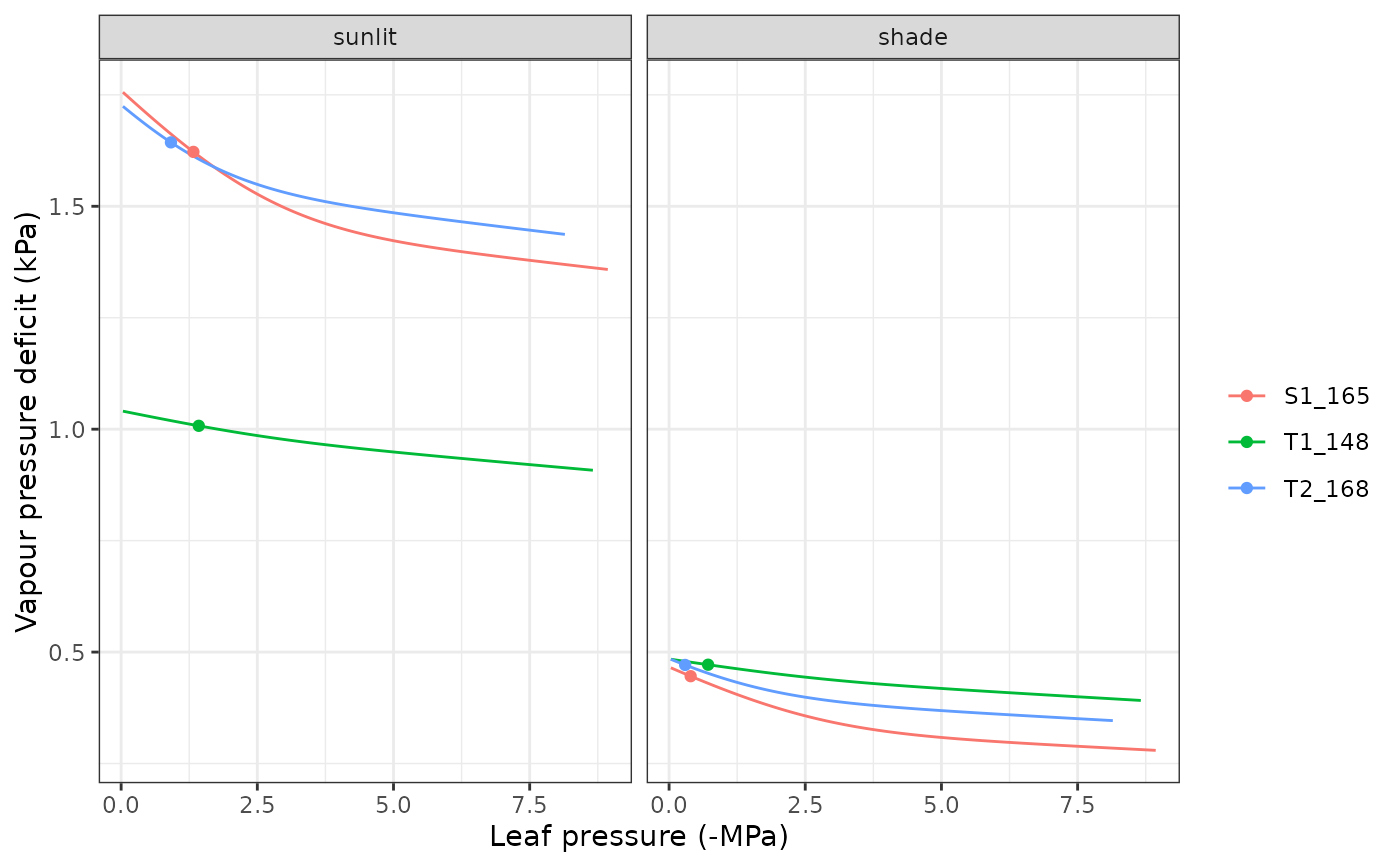 sunlit
shade
Vapour pressure deficit (kPa)
1.5
1.0
0.5
0.0 2.5 5.0 7.5
0.0 2.5 5.0 7.5
Leaf pressure (-MPa)
S1_165
T1_148
T2_168